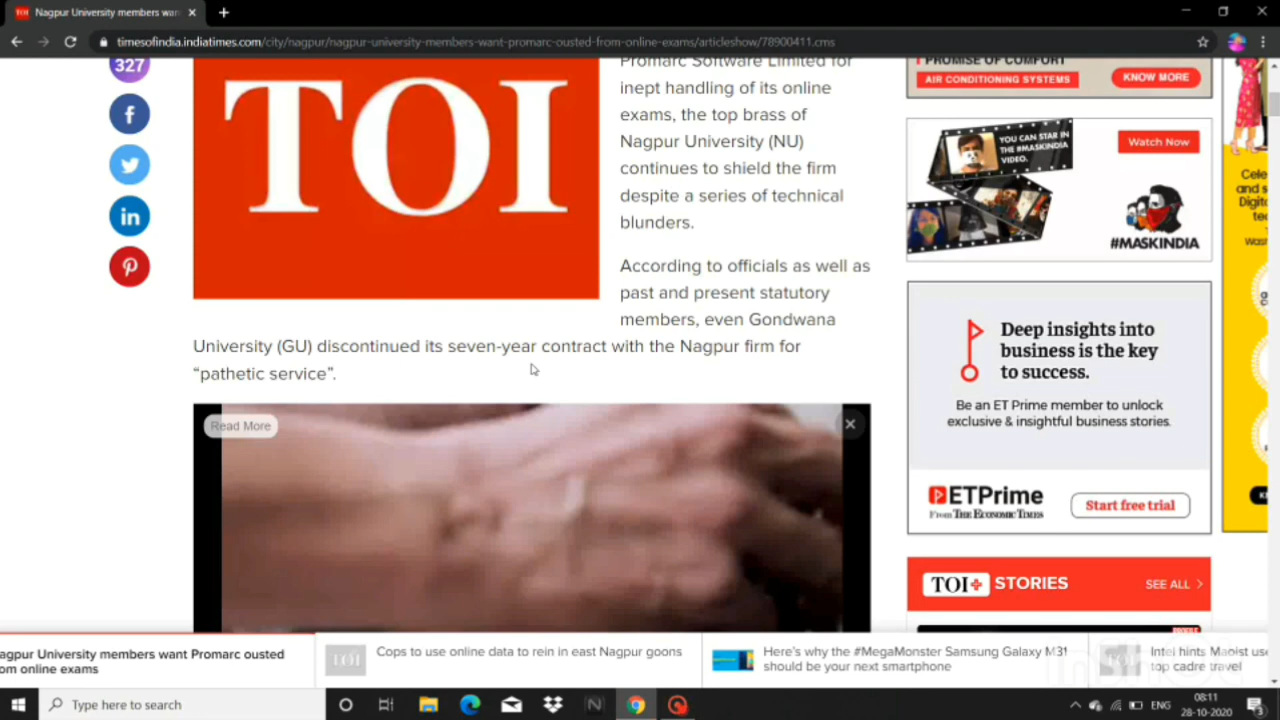 TOI Nagpur University members wan
timesofindia.indiatimes.com/city/nagpur/nagpur-university-members-want-promarc-ousted-from-online-exams/articleshow/78900411.cms
327
TOI
Promarc Software Limited for
inept handling of its online
exams, the top brass of
Nagpur University (NU)
continues to shield the firm
despite a series of technical
blunders.
According to officials as well as
past and present statutory
members, even Gondwana
University (GU) discontinued its seven-year contract with the Nagpur firm for
“pathetic service”.
Read More
PROMISE OF COMFORT
AIR CONDITIONING SYSTEMS
KNOW MORE
YOU CAN STAR IN
THE #MASKINDIA
VIDEO.
Watch Now
#MASKINDIA
Deep insights into
business is the key
to success.
Be an ET Prime member to unlock
exclusive & insightful business stories.
ETPrime
From THE ECONOMIC TIMES
Start free trial
TOI+ STORIES
SEE ALL
Cele
and s
Digit
te
agpur University members want Promarc ousted
om online exams
TOI
Cops to use online data to rein in east Nagpur goons
Here's why the #MegaMonster Samsung Galaxy M31
should be your next smartphone
Intel hints Maoist use
top cadre travel
InShOt
Type here to search
ENG
08:11
28-10-2020
3